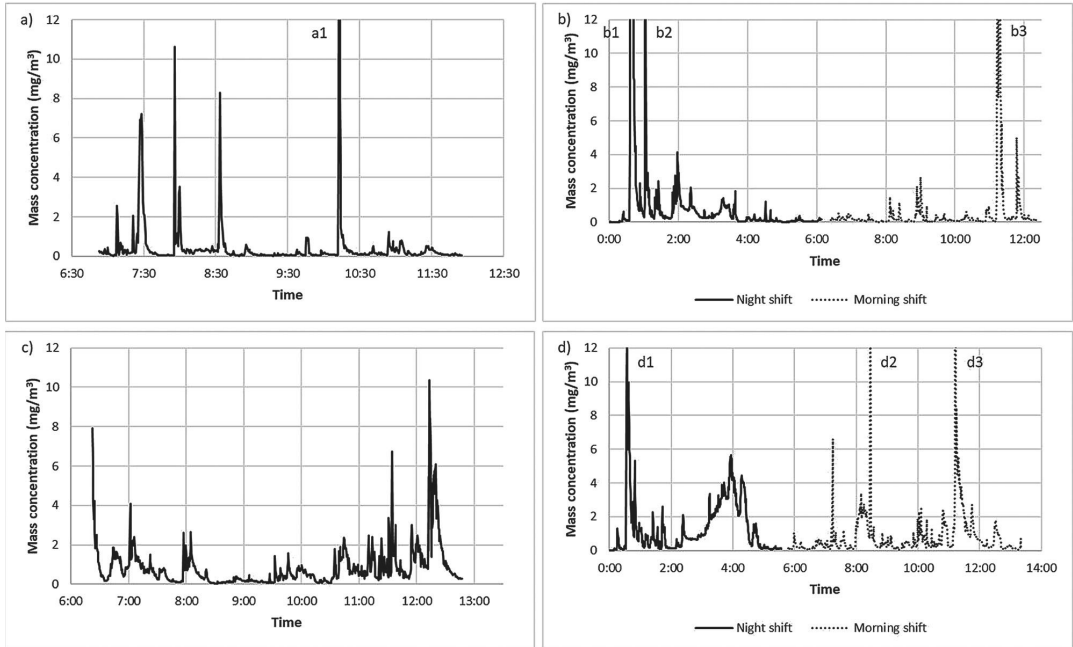 a)
Mass concentration (mg/m³)
12
10
8
6
4
2
0
a1
6:30 7:30 8:30 9:30 10:30 11:30 12:30
Time
b)
Mass concentration (mg/m³)
12
10
8
6
4
2
0
b1 b2 b3
0:00 2:00 4:00 6:00 8:00 10:00 12:00
Time
Night shift Morning shift
c)
Mass concentration (mg/m³)
12
10
8
6
4
2
0
6:00 7:00 8:00 9:00 10:00 11:00 12:00 13:00
Time
d)
Mass concentration (mg/m³)
12
10
8
6
4
2
0
d1 d2 d3
0:00 2:00 4:00 6:00 8:00 10:00 12:00 14:00
Time
Night shift Morning shift